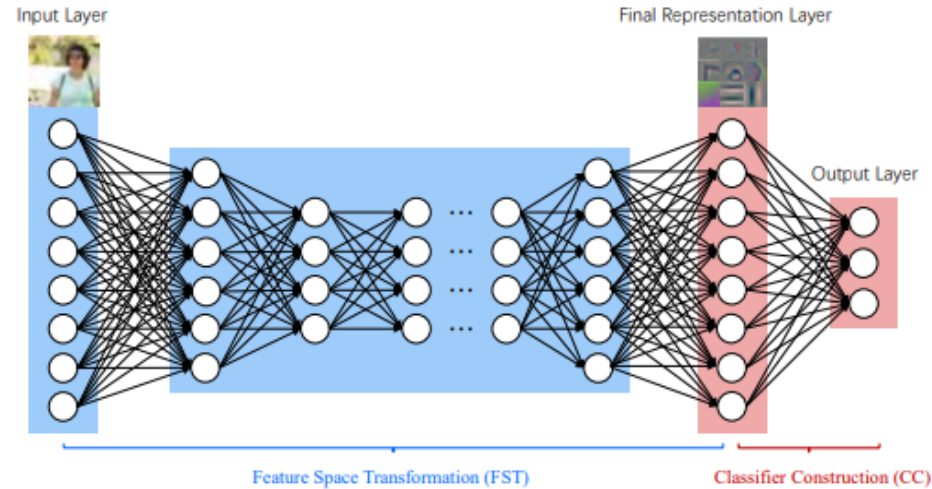 Input Layer
Final Representation Layer
Output Layer
...
...
...
...
Feature Space Transformation (FST)
Classifier Construction (CC)